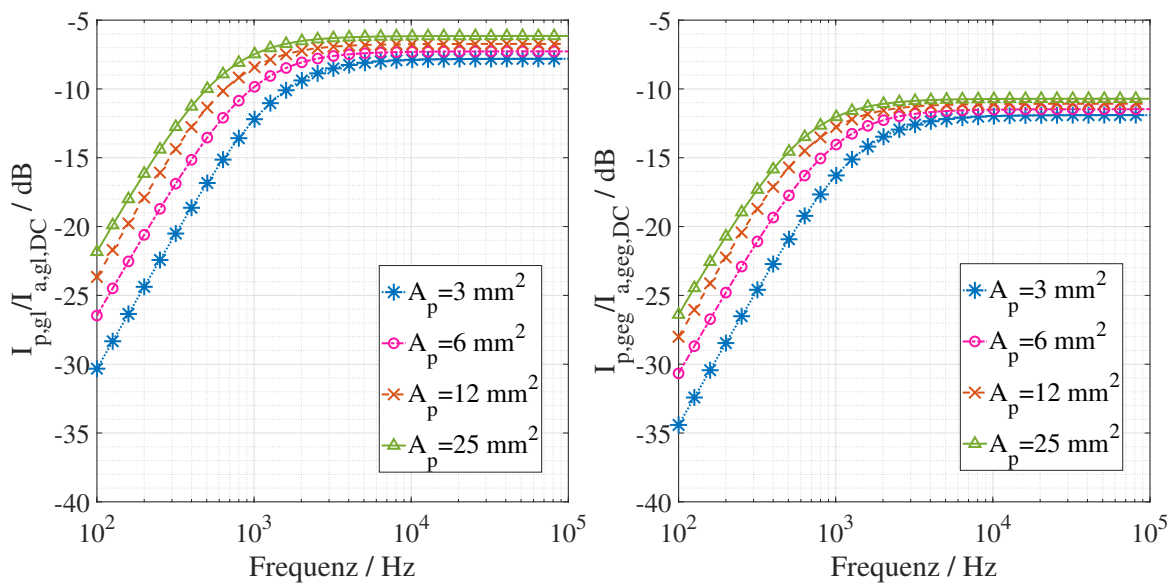 -5
-10
-15
-20
-25
-30
-35
-40
I_{p,gl}/I_{a,gl,DC} / dB
A_p=3 mm^2
A_p=6 mm^2
A_p=12 mm^2
A_p=25 mm^2
10^2 10^3 10^4 10^5
Frequenz / Hz
-5
-10
-15
-20
-25
-30
-35
-40
I_{p,geg}/I_{a,geg,DC} / dB
A_p=3 mm^2
A_p=6 mm^2
A_p=12 mm^2
A_p=25 mm^2
10^2 10^3 10^4 10^5
Frequenz / Hz